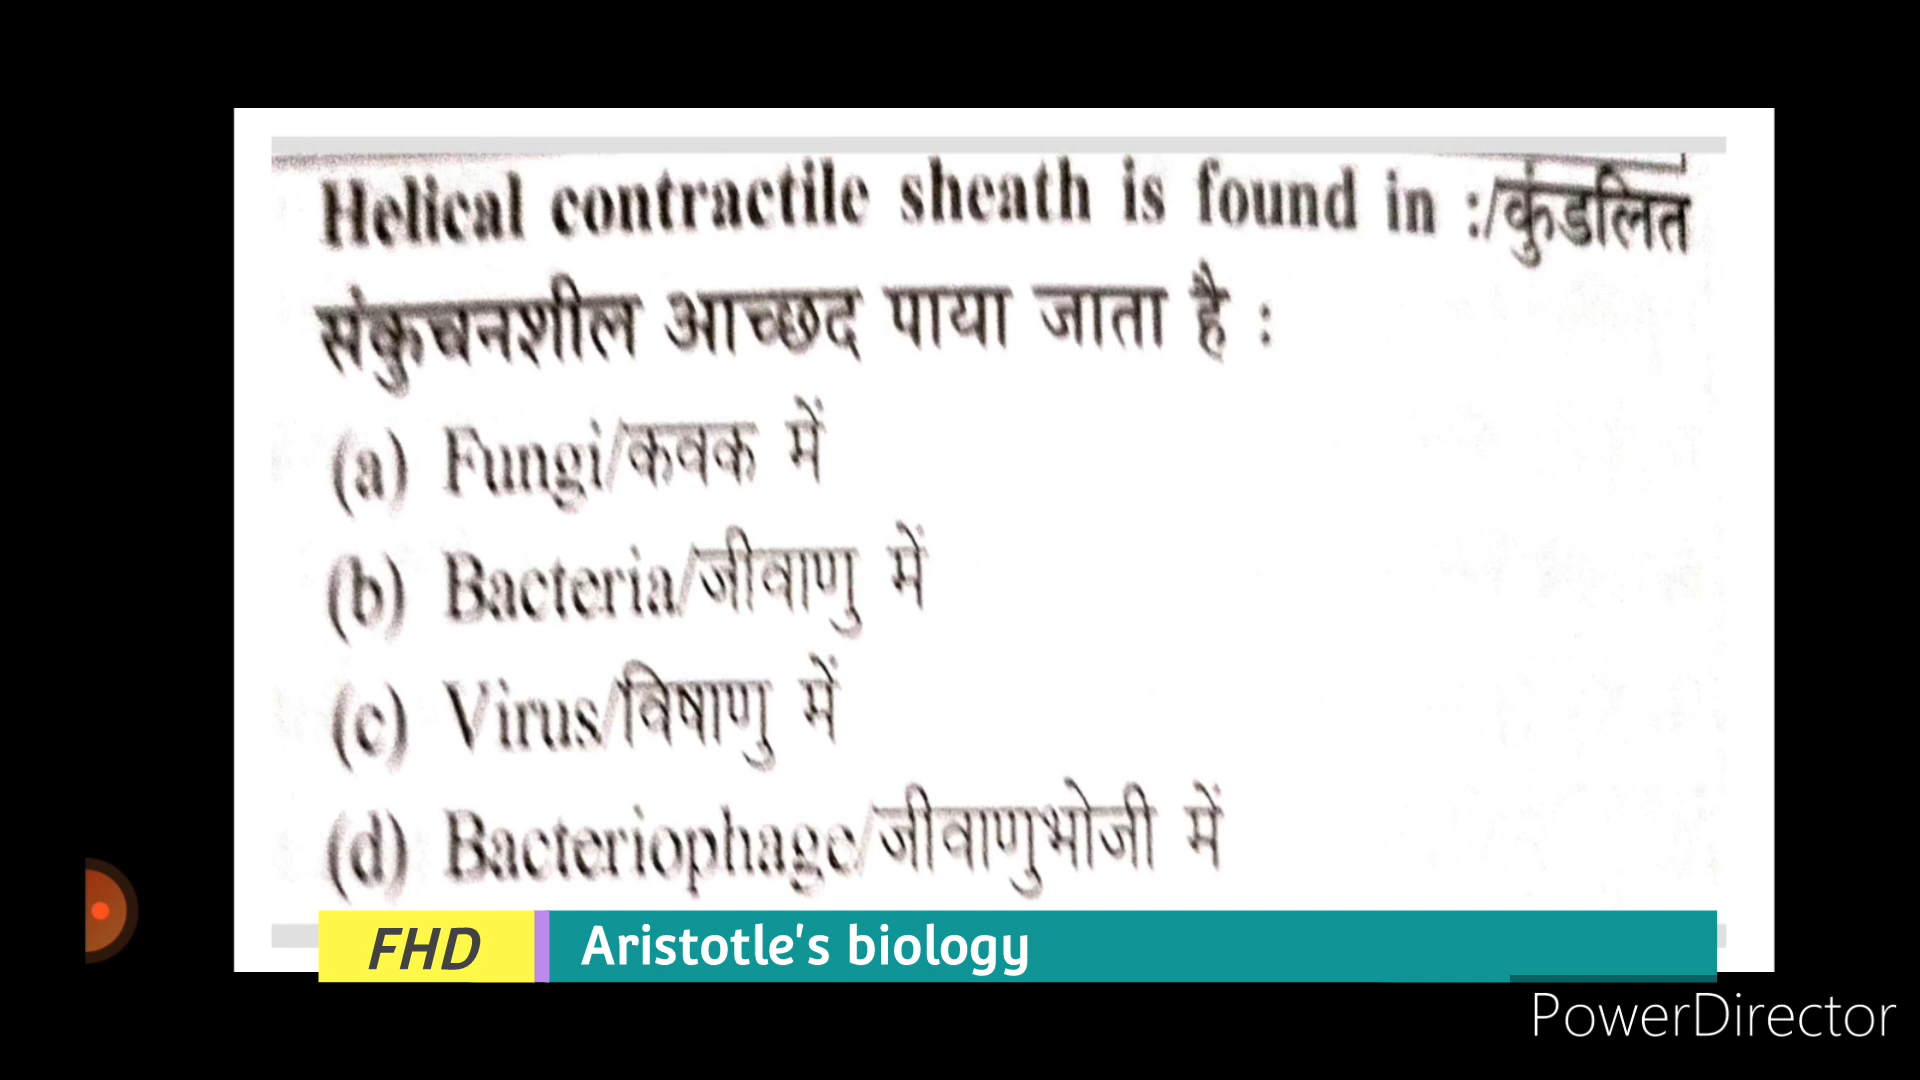 Helical contractile sheath is found in :/कुंडलित
संकुचनशील आच्छद पाया जाता है :
(a) Fungi/कवक में
(b) Bacteria/जीवाणु में
(c) Virus/विषाणु में
(d) Bacteriophage/जीवाणुभोजी में
FHD Aristotle's biology
PowerDirector